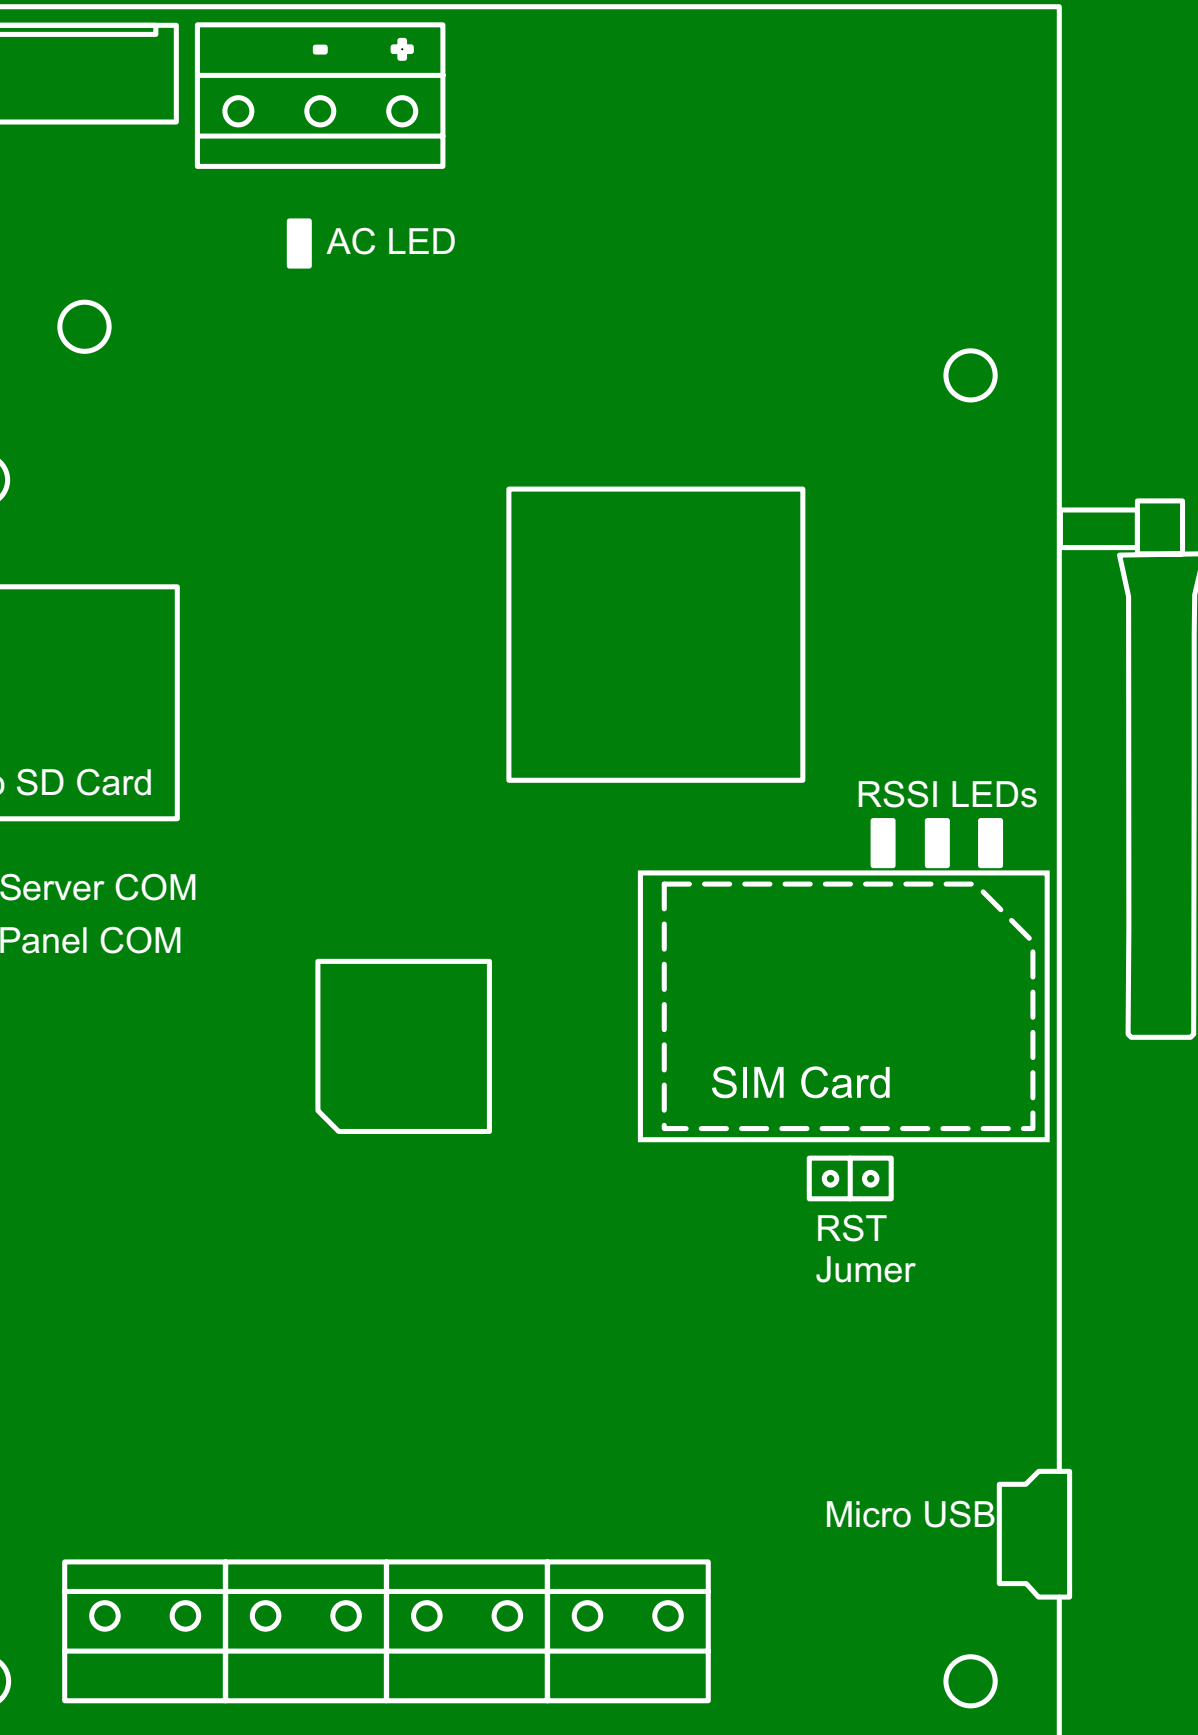 - +
AC LED
SD Card
RSSI LEDs
Server COM
Panel COM
SIM Card
RST
Jumer
Micro USB